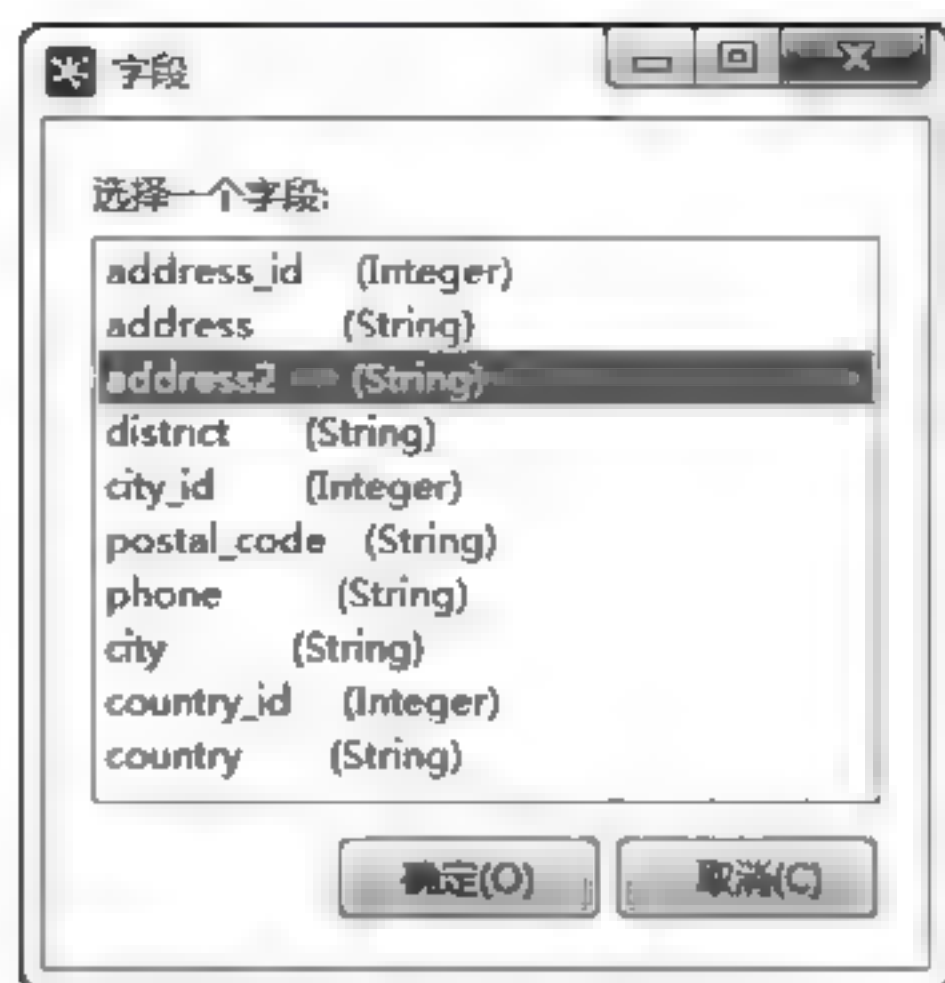 字段
选择一个字段:
address_id (Integer)
address (String)
address2 (String)
district (String)
city_id (Integer)
postal_code (String)
phone (String)
city (String)
country_id (Integer)
country (String)
确定(O) 取消(C)